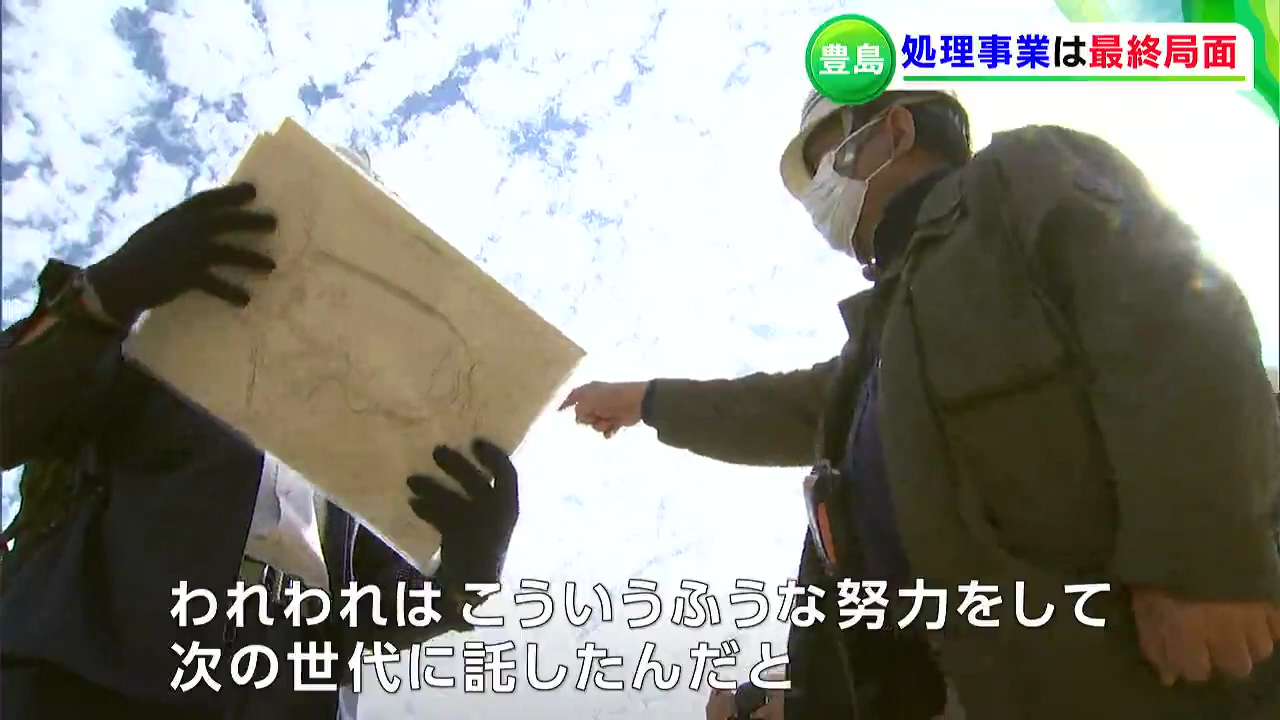 豊島
処理事業は最終局面
われわれは こういうふうな努力をして
次の世代に託したんだと